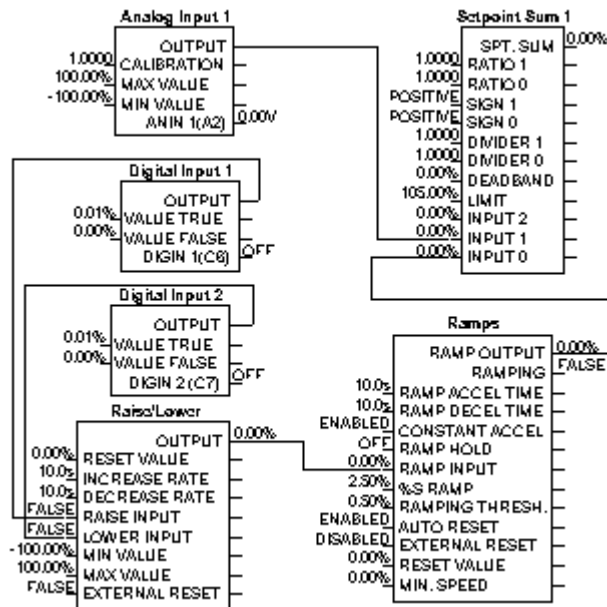 Analog Input 1
OUTPUT
1.0000 CALIBRATION
100.00% MAX VALUE
-100.00% MIN VALUE
ANIN 1 (A2) 0.00V
Digital Input 1
OUTPUT
0.01% VALUE TRUE
0.00% VALUE FALSE
DIGIN 1 (C6) OFF
Digital Input 2
OUTPUT
0.01% VALUE TRUE
0.00% VALUE FALSE
DIGIN 2 (C7) OFF
Raise/Lower
OUTPUT 0.00%
0.00% RESET VALUE
10.0s INCREASE RATE
10.0s DECREASE RATE
FALSE RAISE INPUT
FALSE LOWER INPUT
-100.00% MIN VALUE
100.00% MAX VALUE
FALSE EXTERNAL RESET
Setpoint Sum 1
SPT. SUM 0.00%
1.0000 RATIO 1
1.0000 RATIO 0
POSITIVE SIGN 1
POSITIVE SIGN 0
1.0000 DIVIDER 1
1.0000 DIVIDER 0
0.00% DEADBAND
105.00% LIMIT
0.00% INPUT 2
0.00% INPUT 1
0.00% INPUT 0
Ramps
RAMP OUTPUT 0.00%
RAMPING FALSE
10.0s RAMP ACCEL TIME
10.0s RAMP DECEL TIME
ENABLED CONSTANT ACCEL
OFF RAMP HOLD
0.00% RAMP INPUT
2.50% %S RAMP
0.50% RAMPING THRESH.
ENABLED AUTO RESET
DISABLED EXTERNAL RESET
0.00% RESET VALUE
0.00% MIN. SPEED